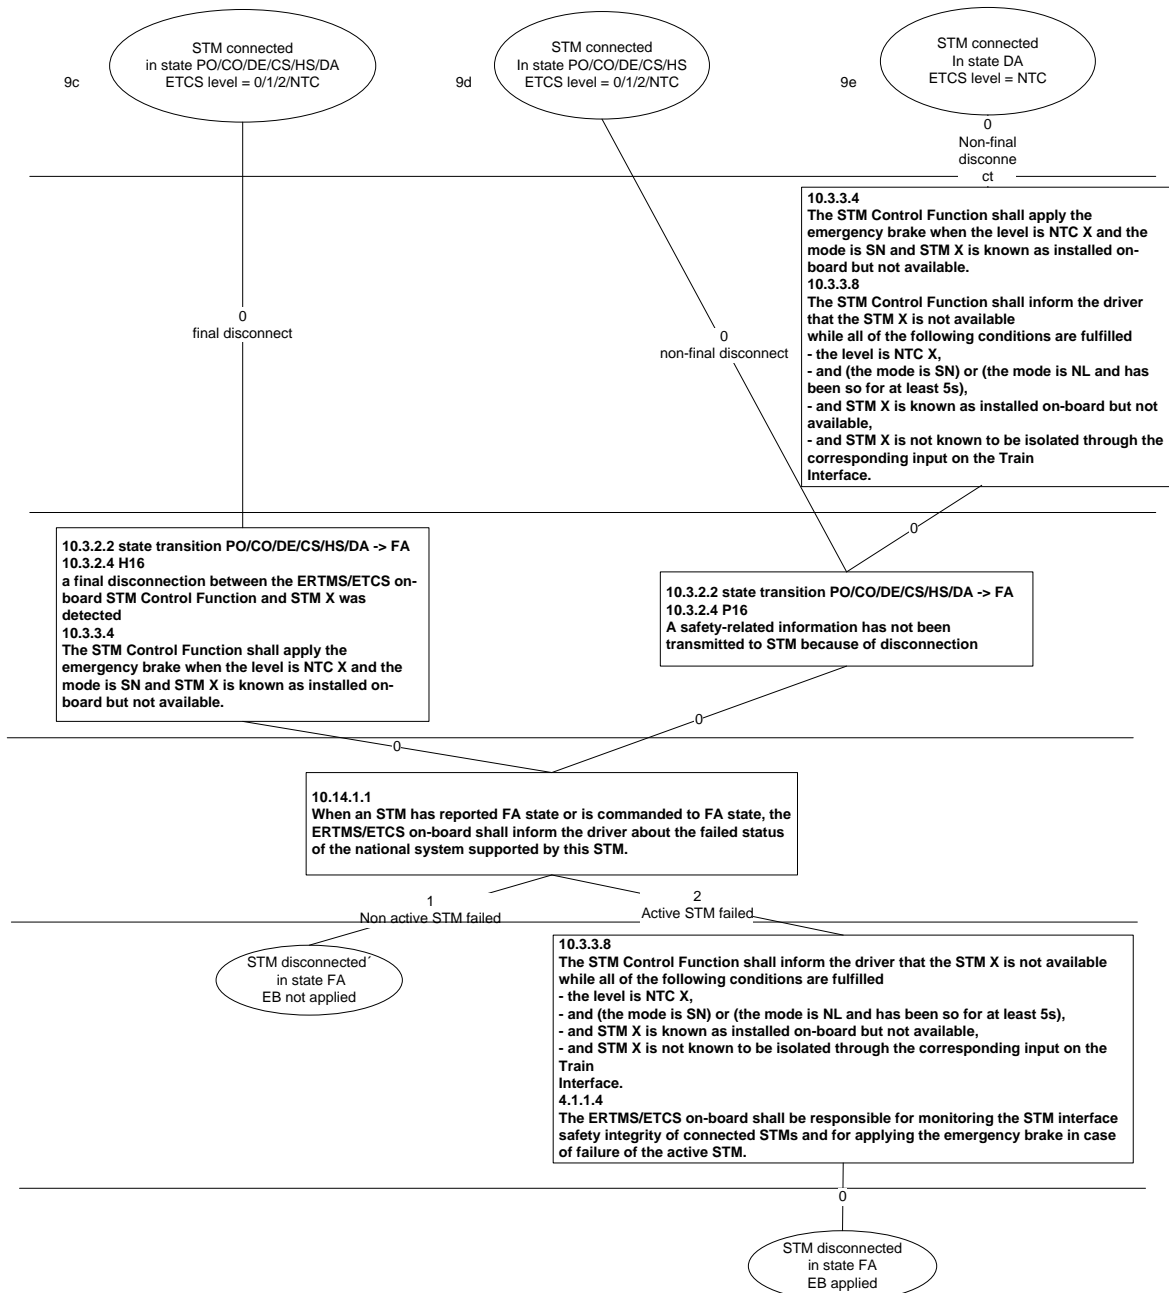 9c
STM connected
in state PO/CO/DE/CS/HS/DA
ETCS level = 0/1/2/NTC
9d
STM connected
In state PO/CO/DE/CS/HS
ETCS level = 0/1/2/NTC
9e
STM connected
In state DA
ETCS level = NTC
0
Non-final
disconne
ct
10.3.3.4
The STM Control Function shall apply the
emergency brake when the level is NTC X and the
mode is SN and STM X is known as installed on-
board but not available.
10.3.3.8
The STM Control Function shall inform the driver
that the STM X is not available
while all of the following conditions are fulfilled
- the level is NTC X,
- and (the mode is SN) or (the mode is NL and has
been so for at least 5s),
- and STM X is known as installed on-board but not
available,
- and STM X is not known to be isolated through the
corresponding input on the Train
Interface.
0
final disconnect
0
non-final disconnect
0
10.3.2.2 state transition PO/CO/DE/CS/HS/DA -> FA
10.3.2.4 H16
a final disconnection between the ERTMS/ETCS on-
board STM Control Function and STM X was
detected
10.3.3.4
The STM Control Function shall apply the
emergency brake when the level is NTC X and the
mode is SN and STM X is known as installed on-
board but not available.
10.3.2.2 state transition PO/CO/DE/CS/HS/DA -> FA
10.3.2.4 P16
A safety-related information has not been
transmitted to STM because of disconnection
0
0
10.14.1.1
When an STM has reported FA state or is commanded to FA state, the
ERTMS/ETCS on-board shall inform the driver about the failed status
of the national system supported by this STM.
1
Non active STM failed
2
Active STM failed
STM disconnected´
in state FA
EB not applied
10.3.3.8
The STM Control Function shall inform the driver that the STM X is not available
while all of the following conditions are fulfilled
- the level is NTC X,
- and (the mode is SN) or (the mode is NL and has been so for at least 5s),
- and STM X is known as installed on-board but not available,
- and STM X is not known to be isolated through the corresponding input on the
Train
Interface.
4.1.1.4
The ERTMS/ETCS on-board shall be responsible for monitoring the STM interface
safety integrity of connected STMs and for applying the emergency brake in case
of failure of the active STM.
0
STM disconnected
in state FA
EB applied